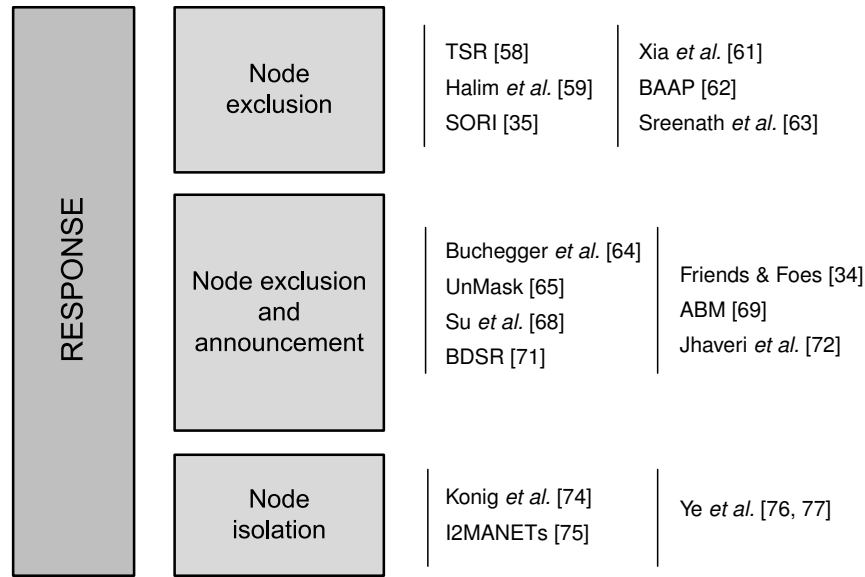 RESPONSE
Node
exclusion
TSR [58]
Halim et al. [59]
SORI [35]
Xia et al. [61]
BAAP [62]
Sreenath et al. [63]
Node exclusion
and
announcement
Buchegger et al. [64]
UnMask [65]
Su et al. [68]
BDSR [71]
Friends & Foes [34]
ABM [69]
Jhaveri et al. [72]
Node
isolation
Konig et al. [74]
I2MANETs [75]
Ye et al. [76, 77]